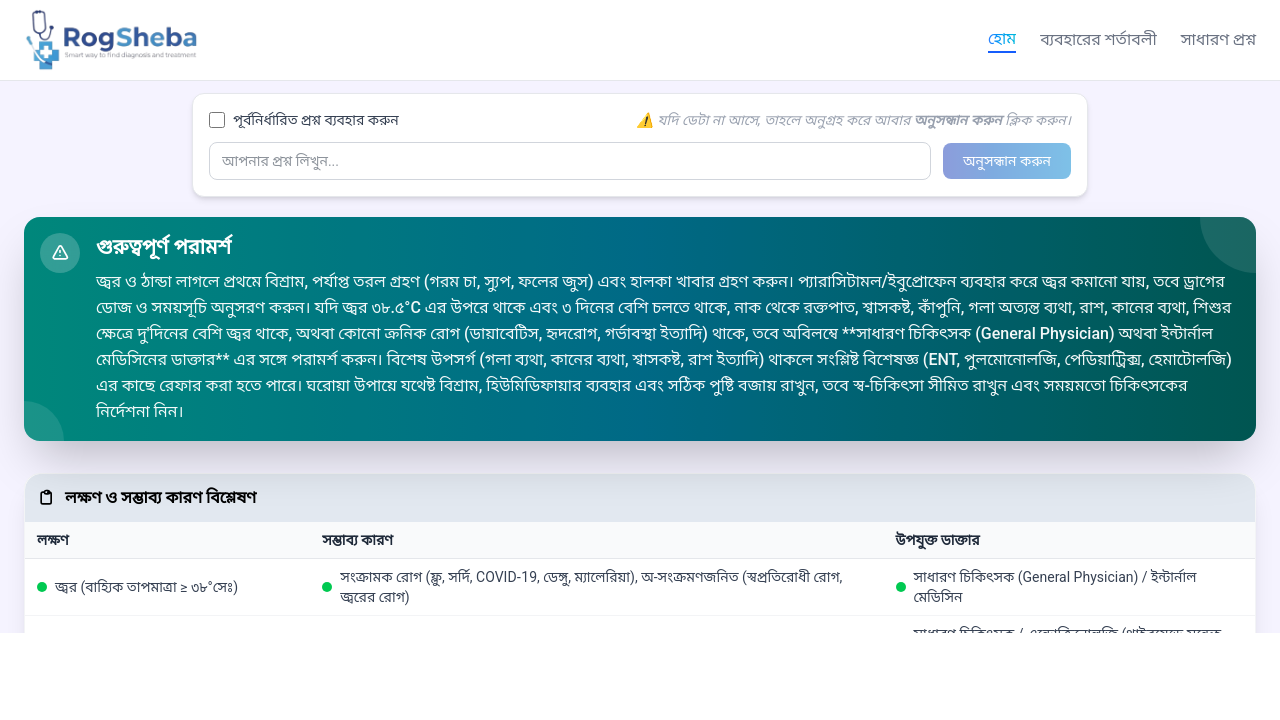 RogSheba
Smart way to find diagnosis and treatment
হোম
ব্যবহারের শর্তাবলী
সাধারণ প্রশ্ন
পূর্বনির্ধারিত প্রশ্ন ব্যবহার করুন
⚠️ যদি ডেটা না আসে, তাহলে অনুগ্রহ করে আবার অনুসন্ধান করুন ক্লিক করুন।
আপনার প্রশ্ন লিখুন...
অনুসন্ধান করুন
গুরুত্বপূর্ণ পরামর্শ
জ্বর ও ঠান্ডা লাগলে প্রথমে বিশ্রাম, পর্যাপ্ত তরল গ্রহণ (গরম চা, স্যুপ, ফলের জুস) এবং হালকা খাবার গ্রহণ করুন। প্যারাসিটামল/ইবুপ্রোফেন ব্যবহার করে জ্বর কমানো যায়, তবে ড্রাগের
ডোজ ও সময়সূচি অনুসরণ করুন। যদি জ্বর ৩৮.৫°C এর উপরে থাকে এবং ৩ দিনের বেশি চলতে থাকে, নাক থেকে রক্তপাত, শ্বাসকষ্ট, কাঁপুনি, গলা অত্যন্ত ব্যথা, রাশ, কানের ব্যথা, শিশুর
ক্ষেত্রে দু'দিনের বেশি জ্বর থাকে, অথবা কোনো ক্রনিক রোগ (ডায়াবেটিস, হৃদরোগ, গর্ভাবস্থা ইত্যাদি) থাকে, তবে অবিলম্বে **সাধারণ চিকিৎসক (General Physician) অথবা ইন্টার্নাল
মেডিসিনের ডাক্তার** এর সঙ্গে পরামর্শ করুন। বিশেষ উপসর্গ (গলা ব্যথা, কানের ব্যথা, শ্বাসকষ্ট, রাশ ইত্যাদি) থাকলে সংশ্লিষ্ট বিশেষজ্ঞ (ENT, পুলমোনোলজি, পেডিয়াট্রিক্স, হেমাটোলজি)
এর কাছে রেফার করা হতে পারে। ঘরোয়া উপায়ে যথেষ্ট বিশ্রাম, হিউমিডিফায়ার ব্যবহার এবং সঠিক পুষ্টি বজায় রাখুন, তবে স্ব-চিকিৎসা সীমিত রাখুন এবং সময়মতো চিকিৎসকের
নির্দেশনা নিন।
লক্ষণ ও সম্ভাব্য কারণ বিশ্লেষণ
লক্ষণ
সম্ভাব্য কারণ
উপযুক্ত ডাক্তার
জ্বর (বাহ্যিক তাপমাত্রা ≥ ৩৮°সেঃ)
সংক্রামক রোগ (ফ্লু, সর্দি, COVID-19, ডেঙ্গু, ম্যালেরিয়া), অ-সংক্রমণজনিত (স্বপ্রতিরোধী রোগ,
জ্বরের রোগ)
সাধারণ চিকিৎসক (General Physician) / ইন্টার্নাল
মেডিসিন